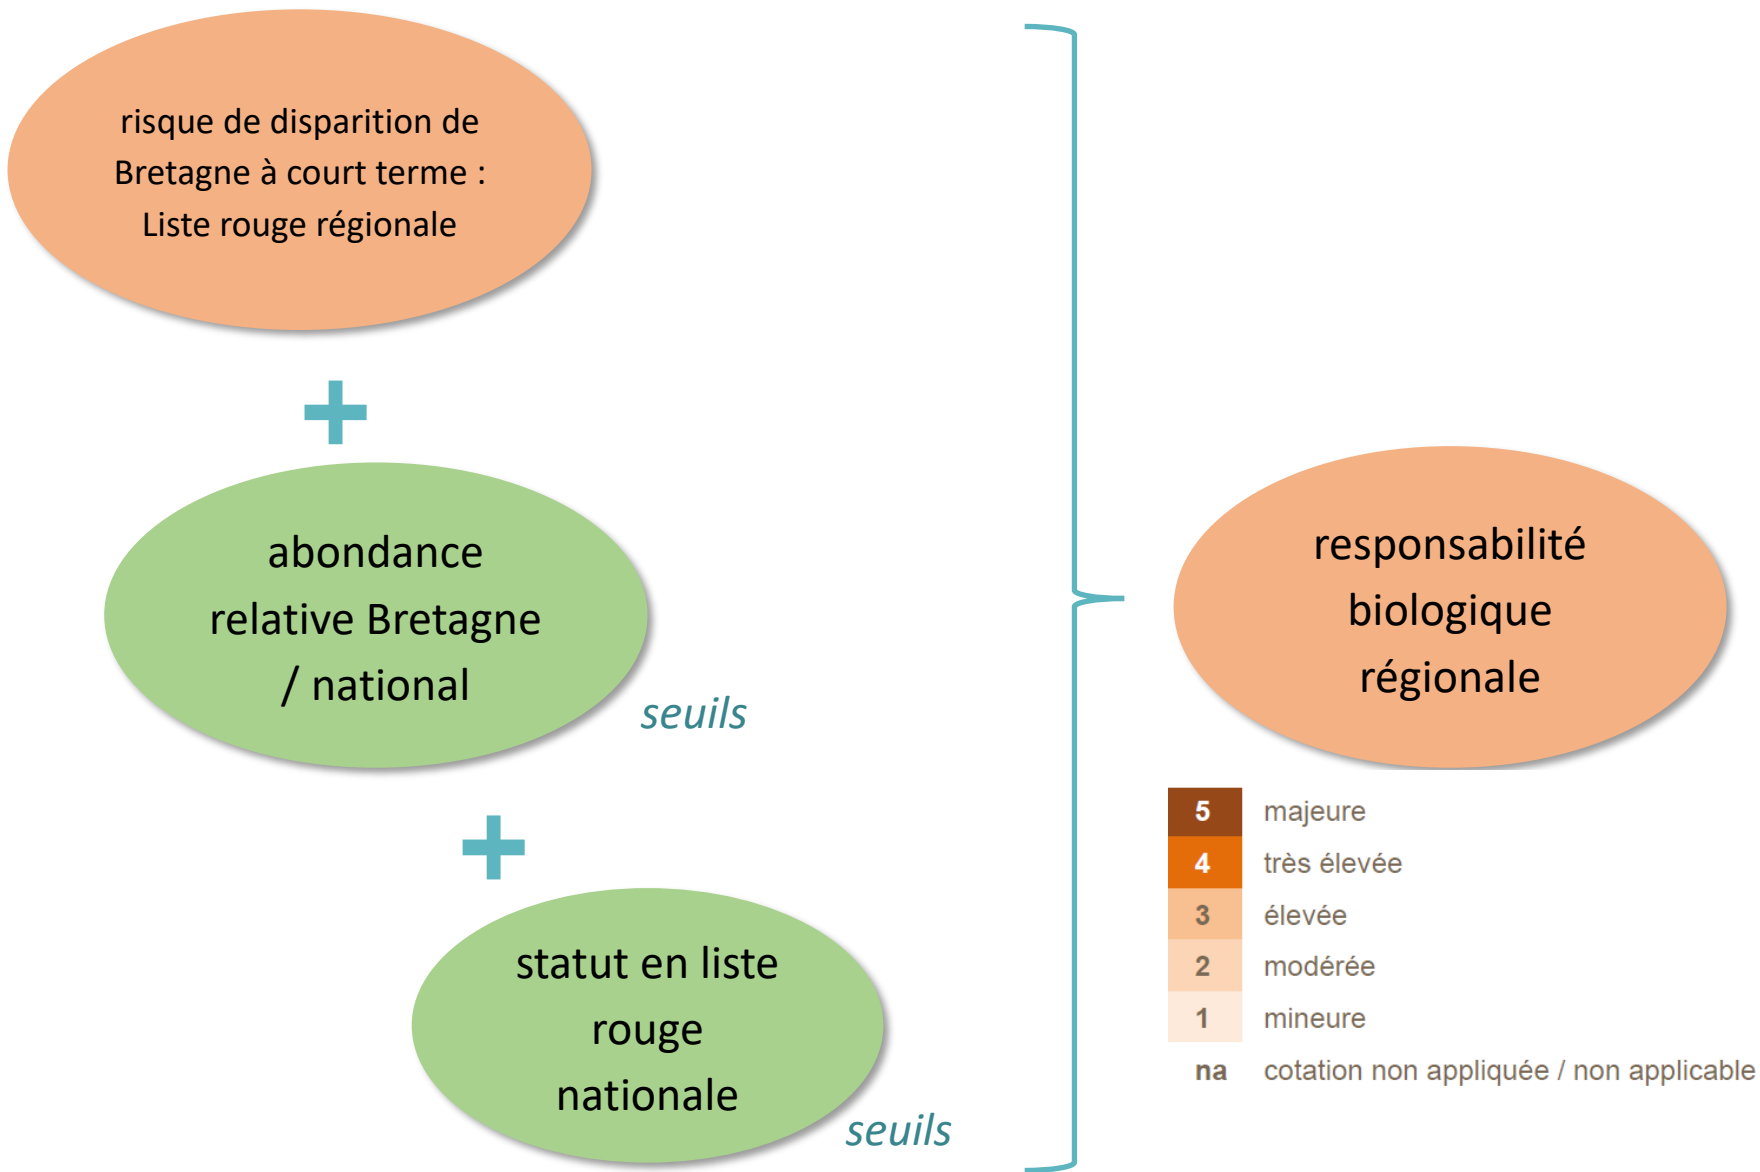 risque de disparition de
Bretagne à court terme :
Liste rouge régionale
abondance
relative Bretagne
/ national
seuils
statut en liste
rouge
nationale
seuils
responsabilité
biologique
régionale
5 majeure
4 très élevée
3 élevée
2 modérée
1 mineure
na cotation non appliquée / non applicable